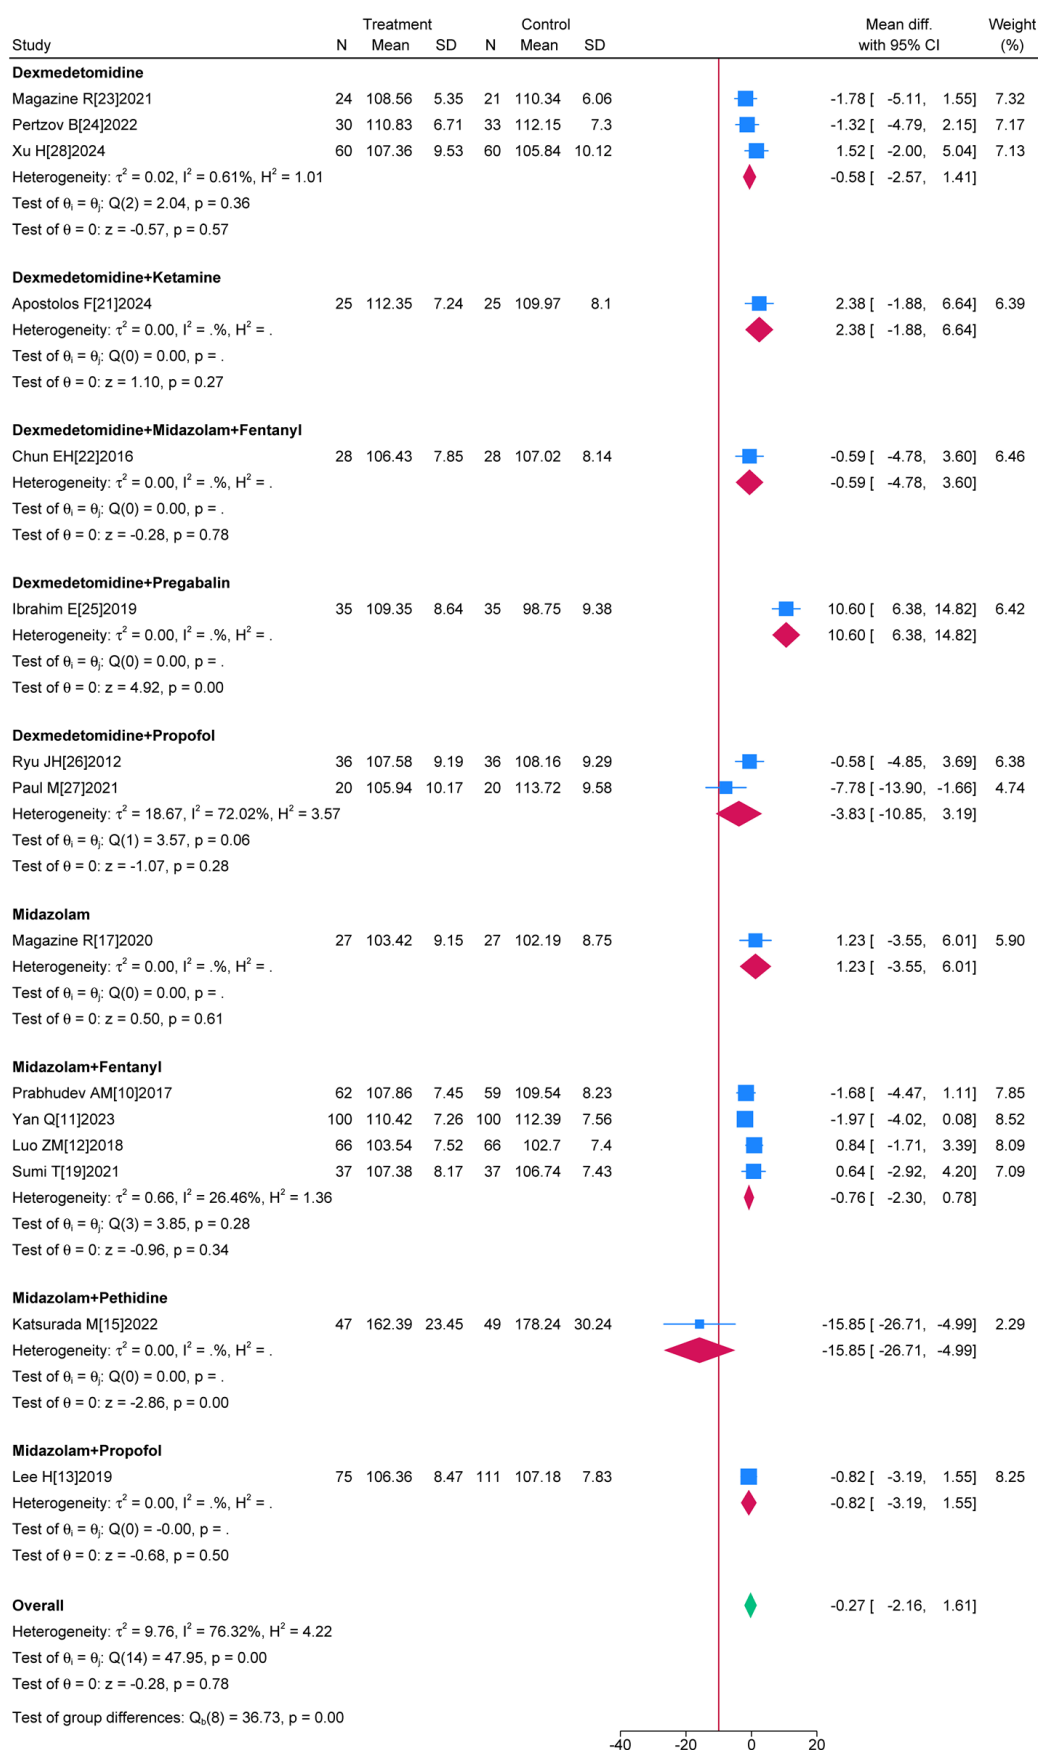 Treatment Control Mean diff. Weight
Study N Mean SD N Mean SD with 95% CI (%)
Dexmedetomidine
Magazine R[23]2021 24 108.56 5.35 21 110.34 6.06 -1.78 [ -5.11, 1.55] 7.32
Pertzov B[24]2022 30 110.83 6.71 33 112.15 7.3 -1.32 [ -4.79, 2.15] 7.17
Xu H[28]2024 60 107.36 9.53 60 105.84 10.12 1.52 [ -2.00, 5.04] 7.13
Heterogeneity: τ² = 0.02, I² = 0.61%, H² = 1.01 -0.58 [ -2.57, 1.41]
Test of θᵢ = θⱼ: Q(2) = 2.04, p = 0.36
Test of θ = 0: z = -0.57, p = 0.57
Dexmedetomidine+Ketamine
Apostolos F[21]2024 25 112.35 7.24 25 109.97 8.1 2.38 [ -1.88, 6.64] 6.39
Heterogeneity: τ² = 0.00, I² = .%, H² = . 2.38 [ -1.88, 6.64]
Test of θᵢ = θⱼ: Q(0) = 0.00, p = .
Test of θ = 0: z = 1.10, p = 0.27
Dexmedetomidine+Midazolam+Fentanyl
Chun EH[22]2016 28 106.43 7.85 28 107.02 8.14 -0.59 [ -4.78, 3.60] 6.46
Heterogeneity: τ² = 0.00, I² = .%, H² = . -0.59 [ -4.78, 3.60]
Test of θᵢ = θⱼ: Q(0) = 0.00, p = .
Test of θ = 0: z = -0.28, p = 0.78
Dexmedetomidine+Pregabalin
Ibrahim E[25]2019 35 109.35 8.64 35 98.75 9.38 10.60 [ 6.38, 14.82] 6.42
Heterogeneity: τ² = 0.00, I² = .%, H² = . 10.60 [ 6.38, 14.82]
Test of θᵢ = θⱼ: Q(0) = 0.00, p = .
Test of θ = 0: z = 4.92, p = 0.00
Dexmedetomidine+Propofol
Ryu JH[26]2012 36 107.58 9.19 36 108.16 9.29 -0.58 [ -4.85, 3.69] 6.38
Paul M[27]2021 20 105.94 10.17 20 113.72 9.58 -7.78 [ -13.90, -1.66] 4.74
Heterogeneity: τ² = 18.67, I² = 72.02%, H² = 3.57 -3.83 [ -10.85, 3.19]
Test of θᵢ = θⱼ: Q(1) = 3.57, p = 0.06
Test of θ = 0: z = -1.07, p = 0.28
Midazolam
Magazine R[17]2020 27 103.42 9.15 27 102.19 8.75 1.23 [ -3.55, 6.01] 5.90
Heterogeneity: τ² = 0.00, I² = .%, H² = . 1.23 [ -3.55, 6.01]
Test of θᵢ = θⱼ: Q(0) = 0.00, p = .
Test of θ = 0: z = 0.50, p = 0.61
Midazolam+Fentanyl
Prabhudev AM[10]2017 62 107.86 7.45 59 109.54 8.23 -1.68 [ -4.47, 1.11] 7.85
Yan Q[11]2023 100 110.42 7.26 100 112.39 7.56 -1.97 [ -4.02, 0.08] 8.52
Luo ZM[12]2018 66 103.54 7.52 66 102.7 7.4 0.84 [ -1.71, 3.39] 8.09
Sumi T[19]2021 37 107.38 8.17 37 106.74 7.43 0.64 [ -2.92, 4.20] 7.09
Heterogeneity: τ² = 0.66, I² = 26.46%, H² = 1.36 -0.76 [ -2.30, 0.78]
Test of θᵢ = θⱼ: Q(3) = 3.85, p = 0.28
Test of θ = 0: z = -0.96, p = 0.34
Midazolam+Pethidine
Katsurada M[15]2022 47 162.39 23.45 49 178.24 30.24 -15.85 [ -26.71, -4.99] 2.29
Heterogeneity: τ² = 0.00, I² = .%, H² = . -15.85 [ -26.71, -4.99]
Test of θᵢ = θⱼ: Q(0) = 0.00, p = .
Test of θ = 0: z = -2.86, p = 0.00
Midazolam+Propofol
Lee H[13]2019 75 106.36 8.47 111 107.18 7.83 -0.82 [ -3.19, 1.55] 8.25
Heterogeneity: τ² = 0.00, I² = .%, H² = . -0.82 [ -3.19, 1.55]
Test of θᵢ = θⱼ: Q(0) = -0.00, p = .
Test of θ = 0: z = -0.68, p = 0.50
Overall -0.27 [ -2.16, 1.61]
Heterogeneity: τ² = 9.76, I² = 76.32%, H² = 4.22
Test of θᵢ = θⱼ: Q(14) = 47.95, p = 0.00
Test of θ = 0: z = -0.28, p = 0.78
Test of group differences: Q_b(8) = 36.73, p = 0.00
-40 -20 0 20